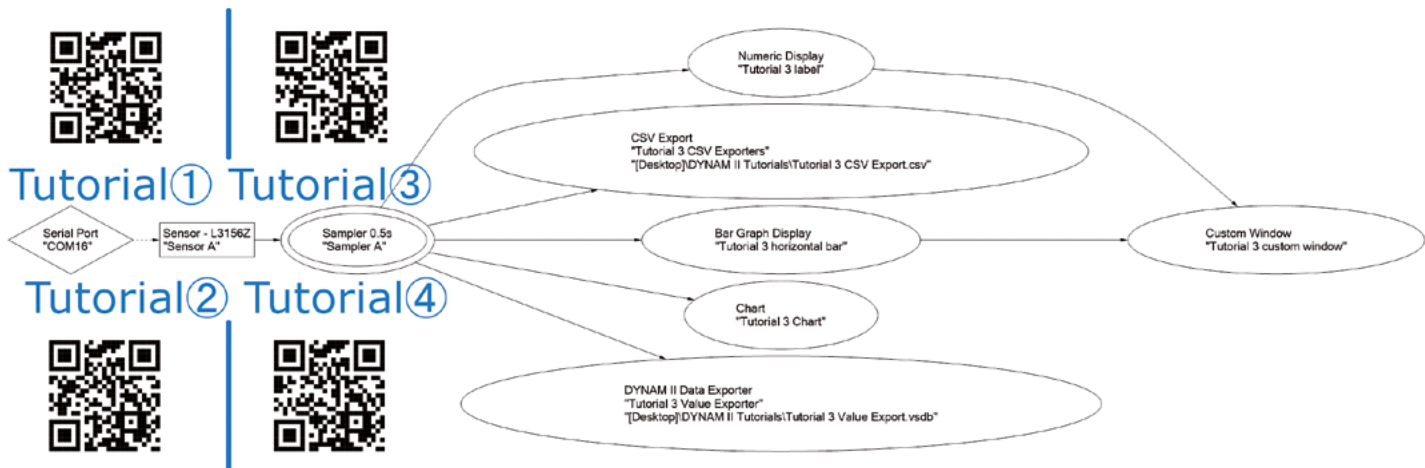 Tutorial① Tutorial③
Serial Port
"COM16"
Sensor - L3156Z
"Sensor A"
Sampler 0.5s
"Sampler A"
Tutorial② Tutorial④
Numeric Display
"Tutorial 3 label"
CSV Export
"Tutorial 3 CSV Exporters"
"[Desktop]\DYNAM II Tutorials\Tutorial 3 CSV Export.csv"
Bar Graph Display
"Tutorial 3 horizontal bar"
Chart
"Tutorial 3 Chart"
DYNAM II Data Exporter
"Tutorial 3 Value Exporter"
"[Desktop]\DYNAM II Tutorials\Tutorial 3 Value Export.vsdb"
Custom Window
"Tutorial 3 custom window"